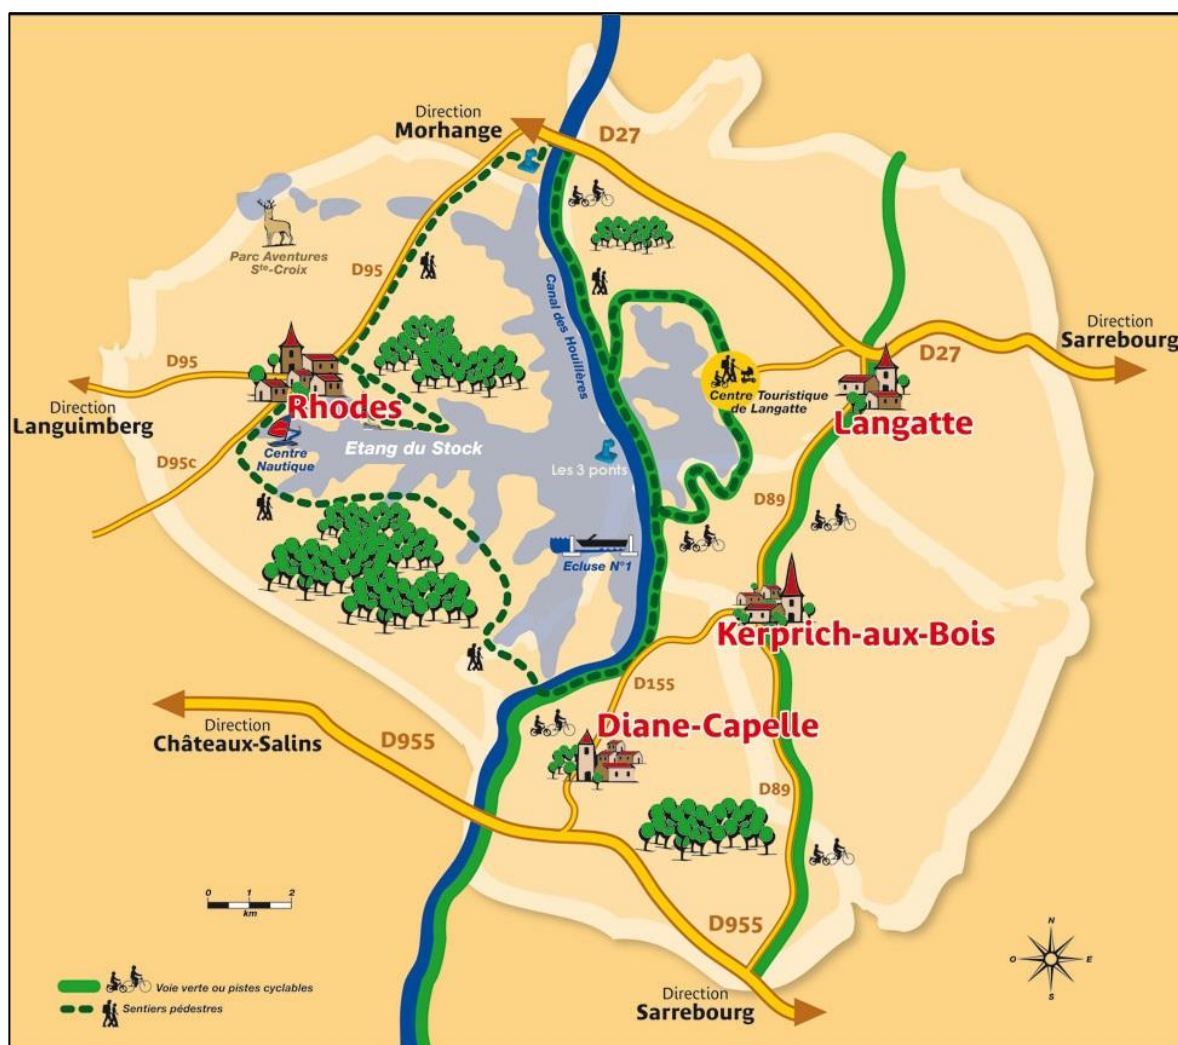 Direction
Morhange
D27
Parc Aventures
Ste-Croix
D95
Canal des Houillères
Direction
Sarrebourg
D27
D95
Direction
Languimberg
Rhodes
Centre Touristique
de Langatte
Langatte
Centre
Nautique
Etang du Stock
D95c
Les 3 ponts
D89
Ecluse N°1
Kerprich-aux-Bois
D155
Direction
Châteaux-Salins
D955
Diane-Capelle
D89
0 1 2
km
D955
N
O E
S
Voie verte ou pistes cyclables
Sentiers pédestres
Direction
Sarrebourg